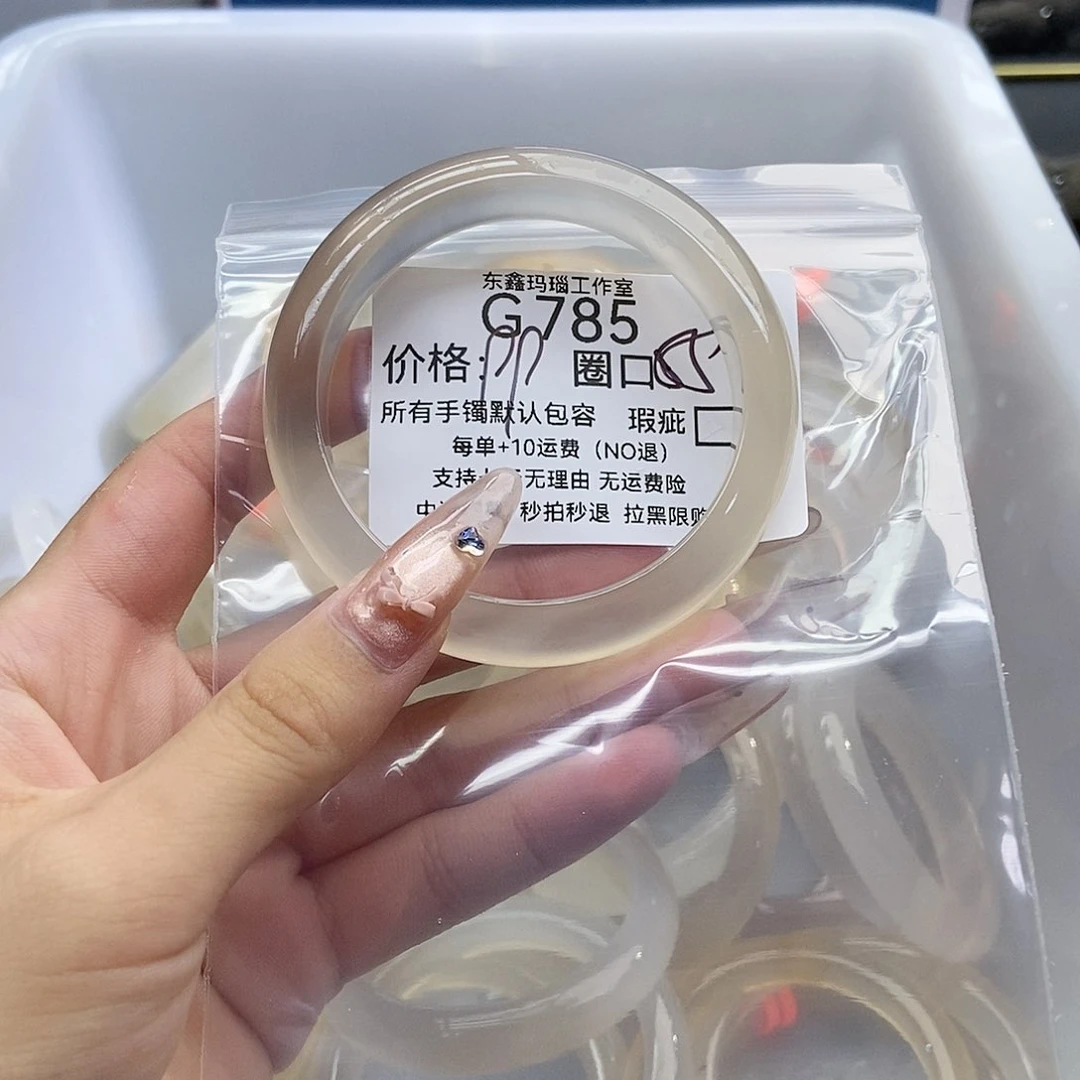 东鑫玛瑙工作室
G785
价格: 圈口
所有手镯默认包容 瑕疵
每单+10运费（NO退）
支持 无理由 无运费险
秒拍秒退 拉黑限购